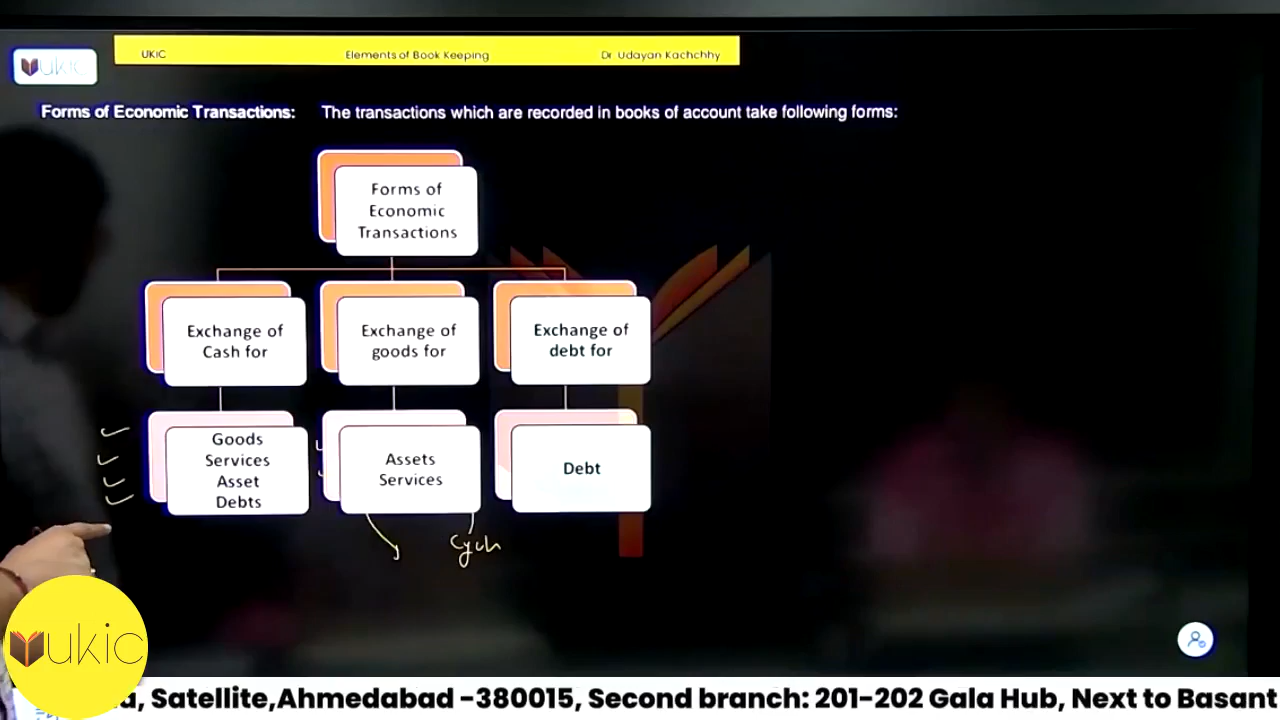 ukic
UKIC Elements of Book Keeping Dr Udayan Kachchhy
Forms of Economic Transactions: The transactions which are recorded in books of account take following forms:
Forms of
Economic
Transactions
Exchange of
Cash for
Exchange of
goods for
Exchange of
debt for
Goods
Services
Asset
Debts
Assets
Services
Debt
ukic
Satellite,Ahmedabad -380015, Second branch: 201-202 Gala Hub, Next to Basant